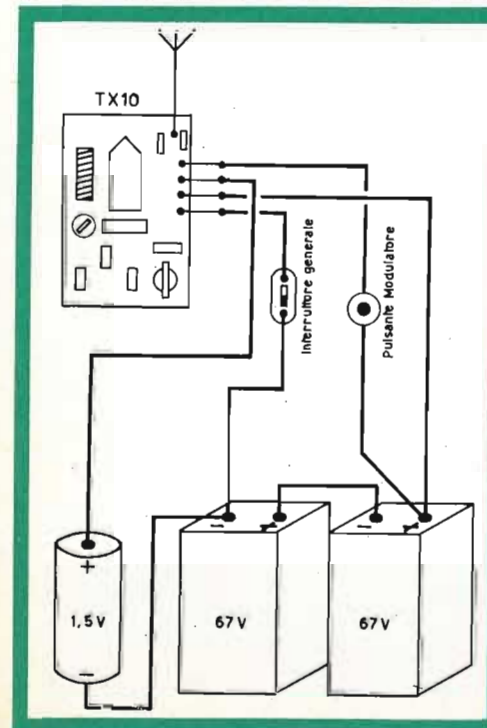 TX10
Interruttore generale
Pulsante Modulatore
+
1,5 V
−
−
+
67 V
−
+
67 V